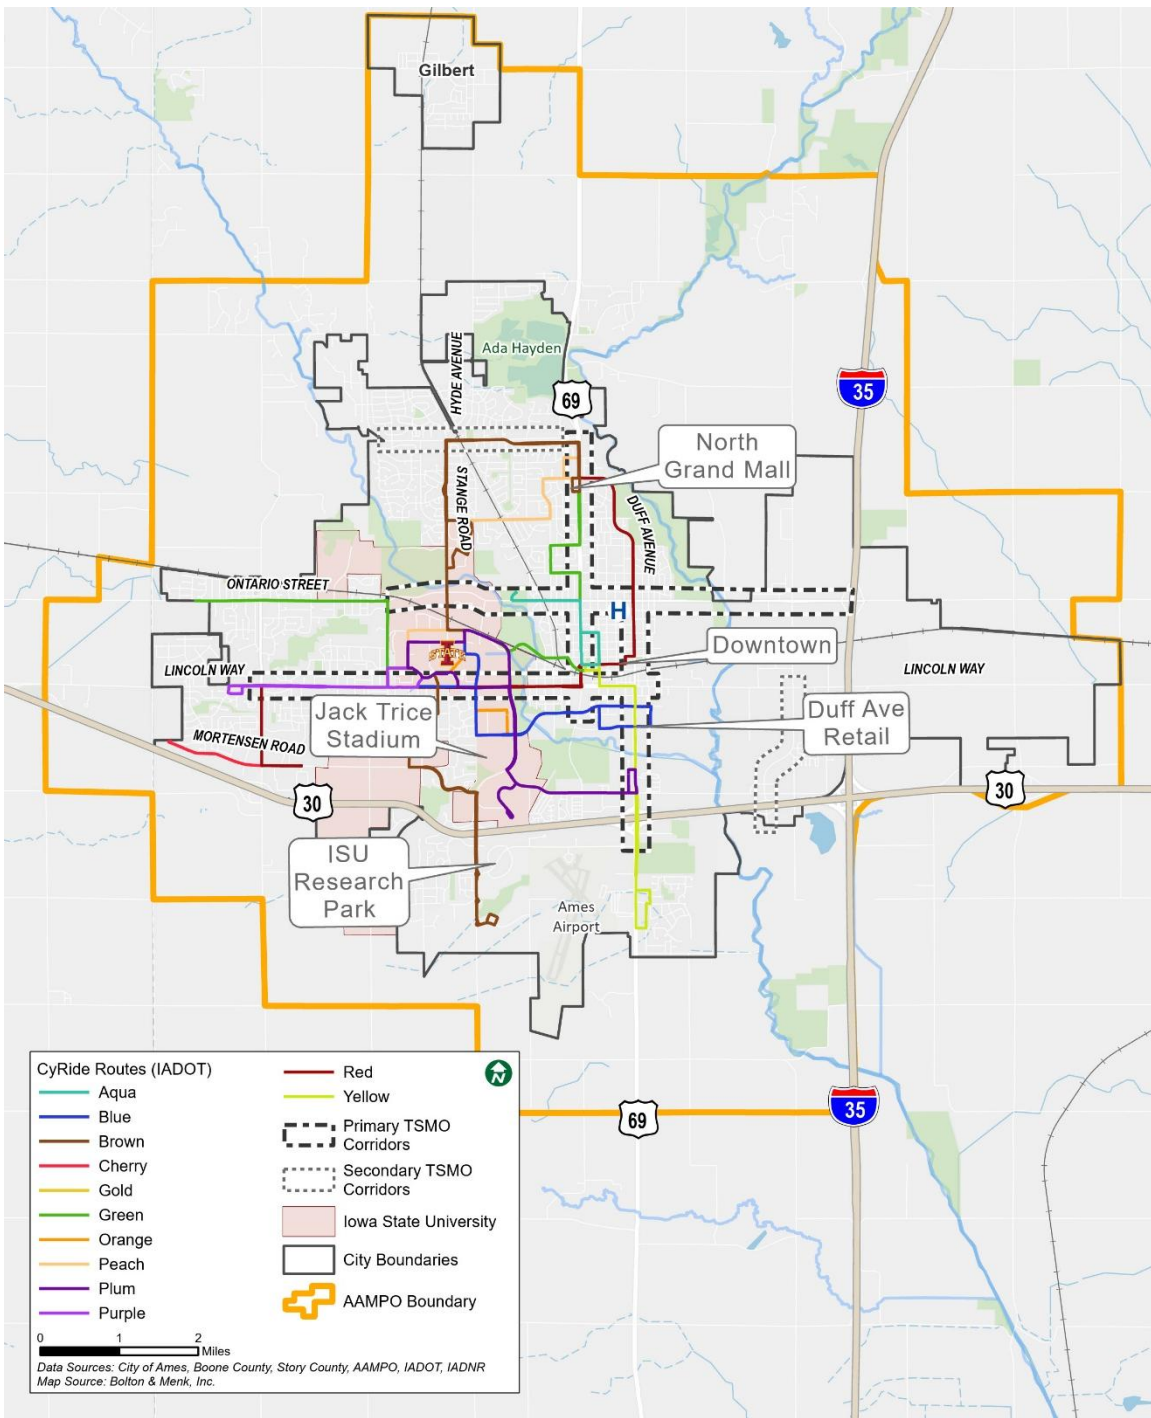 Gilbert
Ada Hayden
HYDE AVENUE
69
35
North
Grand Mall
STANGE ROAD
DUFF AVENUE
ONTARIO STREET
H
STATE
Downtown
LINCOLN WAY
LINCOLN WAY
Jack Trice
Stadium
Duff Ave
Retail
MORTENSEN ROAD
30
30
ISU
Research
Park
Ames
Airport
CyRide Routes (IADOT)
Aqua
Blue
Brown
Cherry
Gold
Green
Orange
Peach
Plum
Purple
Red
Yellow
N
Primary TSMO
Corridors
Secondary TSMO
Corridors
Iowa State University
City Boundaries
AAMPO Boundary
0 1 2
Miles
Data Sources: City of Ames, Boone County, Story County, AAMPO, IADOT, IADNR
Map Source: Bolton & Menk, Inc.
69
35